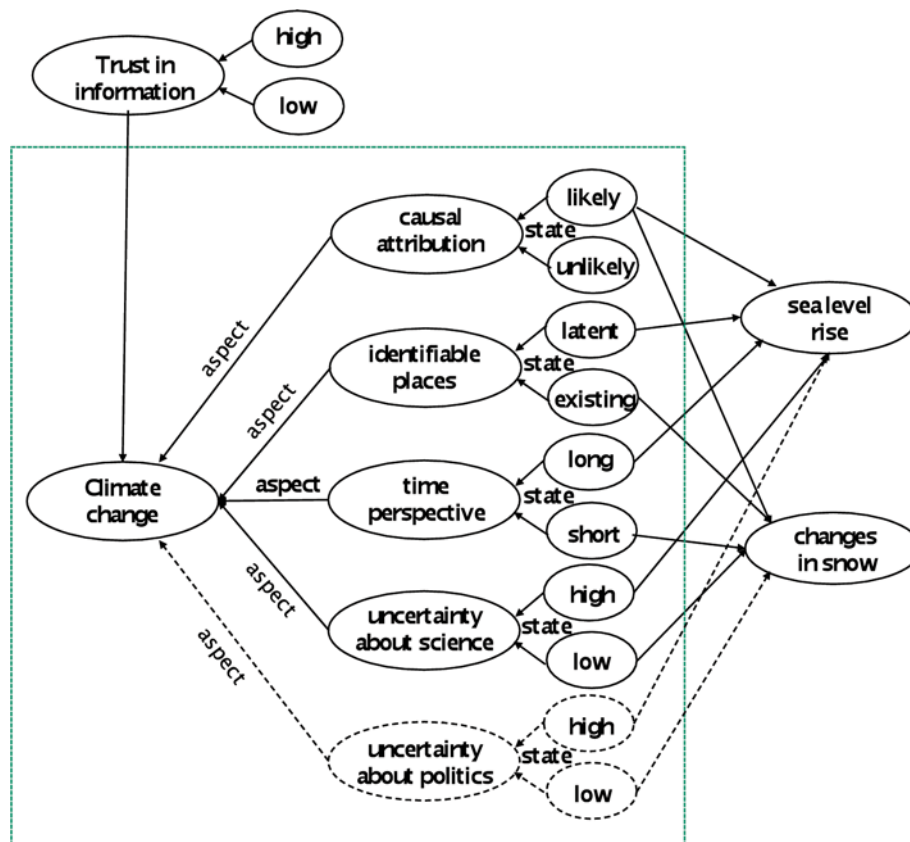 high
Trust in
information
low
likely
causal
attribution
state
unlikely
sea level
rise
latent
identifiable
places
state
existing
aspect
aspect
long
time
perspective
state
short
aspect
Climate
change
changes
in snow
high
uncertainty
about science
state
low
aspect
aspect
high
uncertainty
about politics
state
low